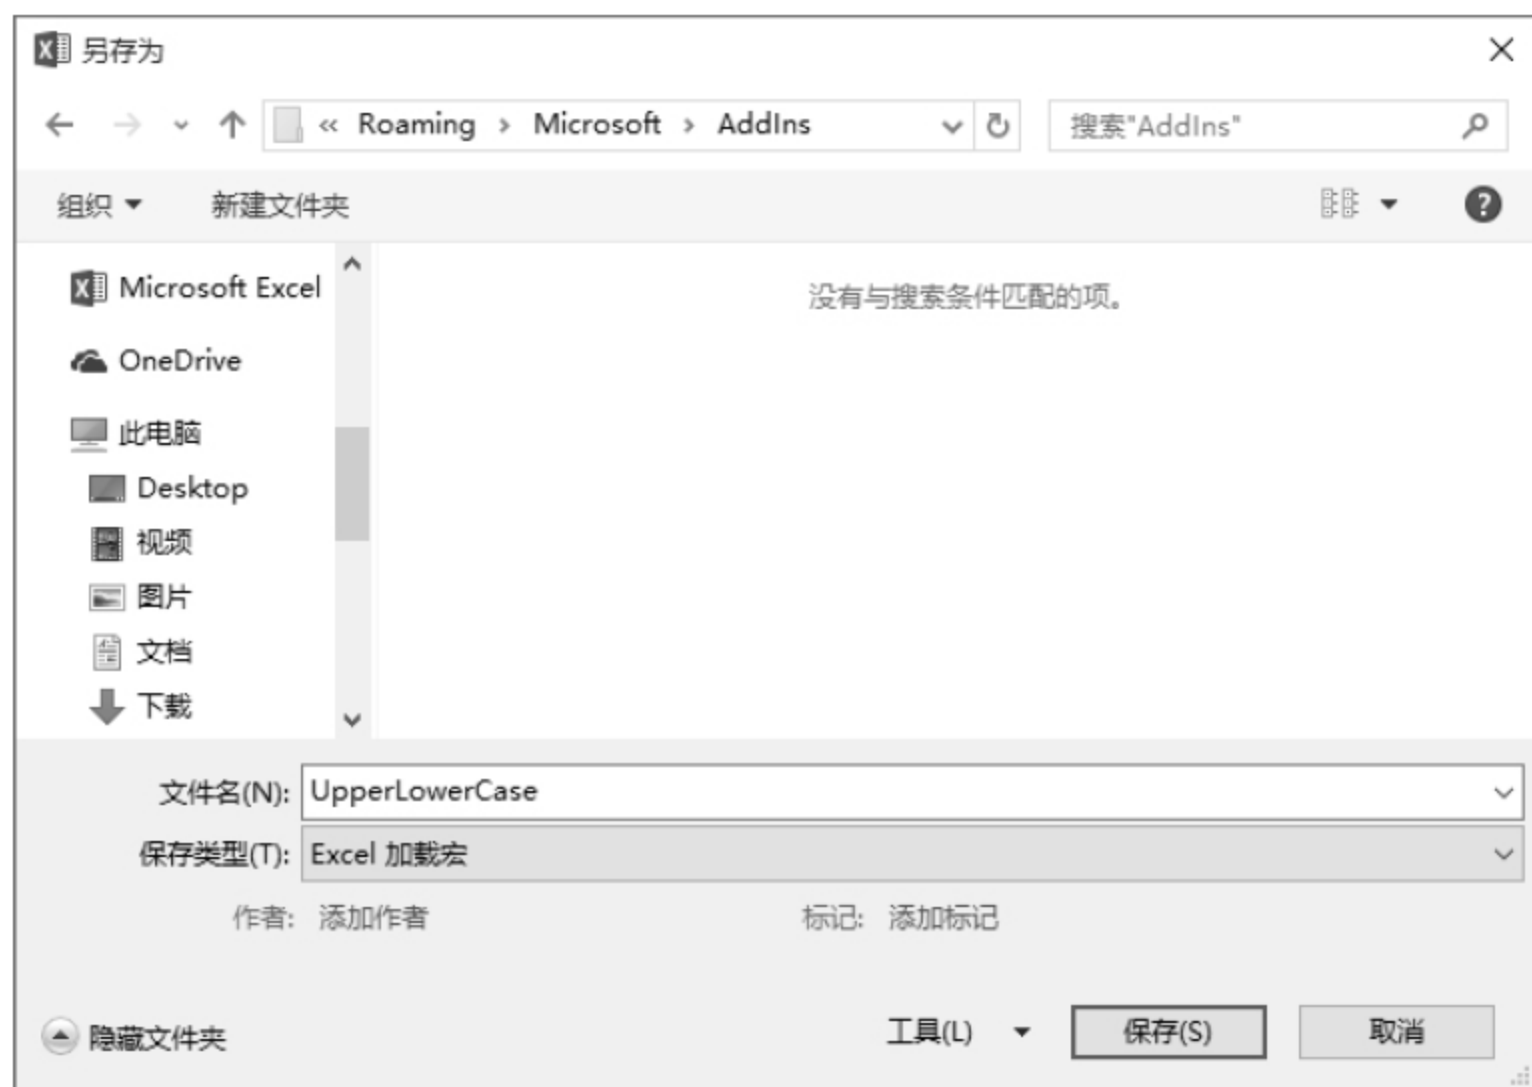 另存为
« Roaming > Microsoft > AddIns
搜索"AddIns"
组织
新建文件夹
?
Microsoft Excel
OneDrive
此电脑
Desktop
视频
图片
文档
下载
没有与搜索条件匹配的项。
文件名(N): UpperLowerCase
保存类型(T): Excel 加载宏
作者: 添加作者
标记: 添加标记
隐藏文件夹
工具(L)
保存(S)
取消